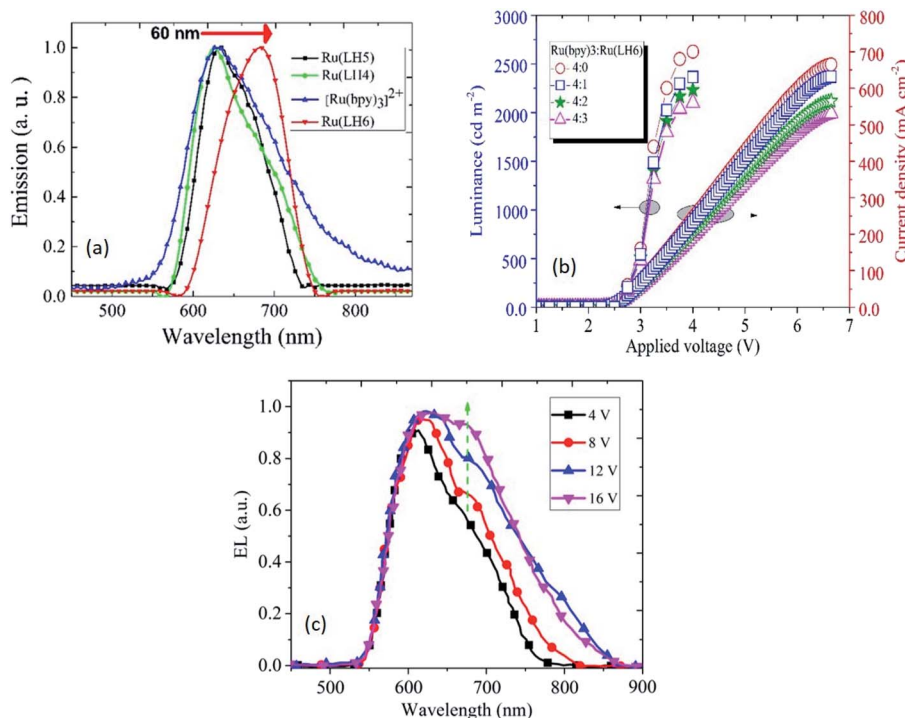 60 nm
Ru(LH5)
Ru(LH4)
[Ru(bpy)3]2+
Ru(LH6)
Emission (a. u.)
1.0
0.8
0.6
0.4
0.2
0.0
(a)
500 600 700 800
Wavelength (nm)
Ru(bpy)3:Ru(LH6)
4:0
4:1
4:2
4:3
Luminance (cd m-2)
3000
2500
2000
1500
1000
500
0.0
(b)
1 2 3 4 5 6 7
Applied voltage (V)
800
700
600
500
400
300
200
100
0.0
Current density (mA cm-2)
4 V
8 V
12 V
16 V
EL (a.u.)
1.0
0.8
0.6
0.4
0.2
0.0
(c)
500 600 700 800 900
Wavelength (nm)